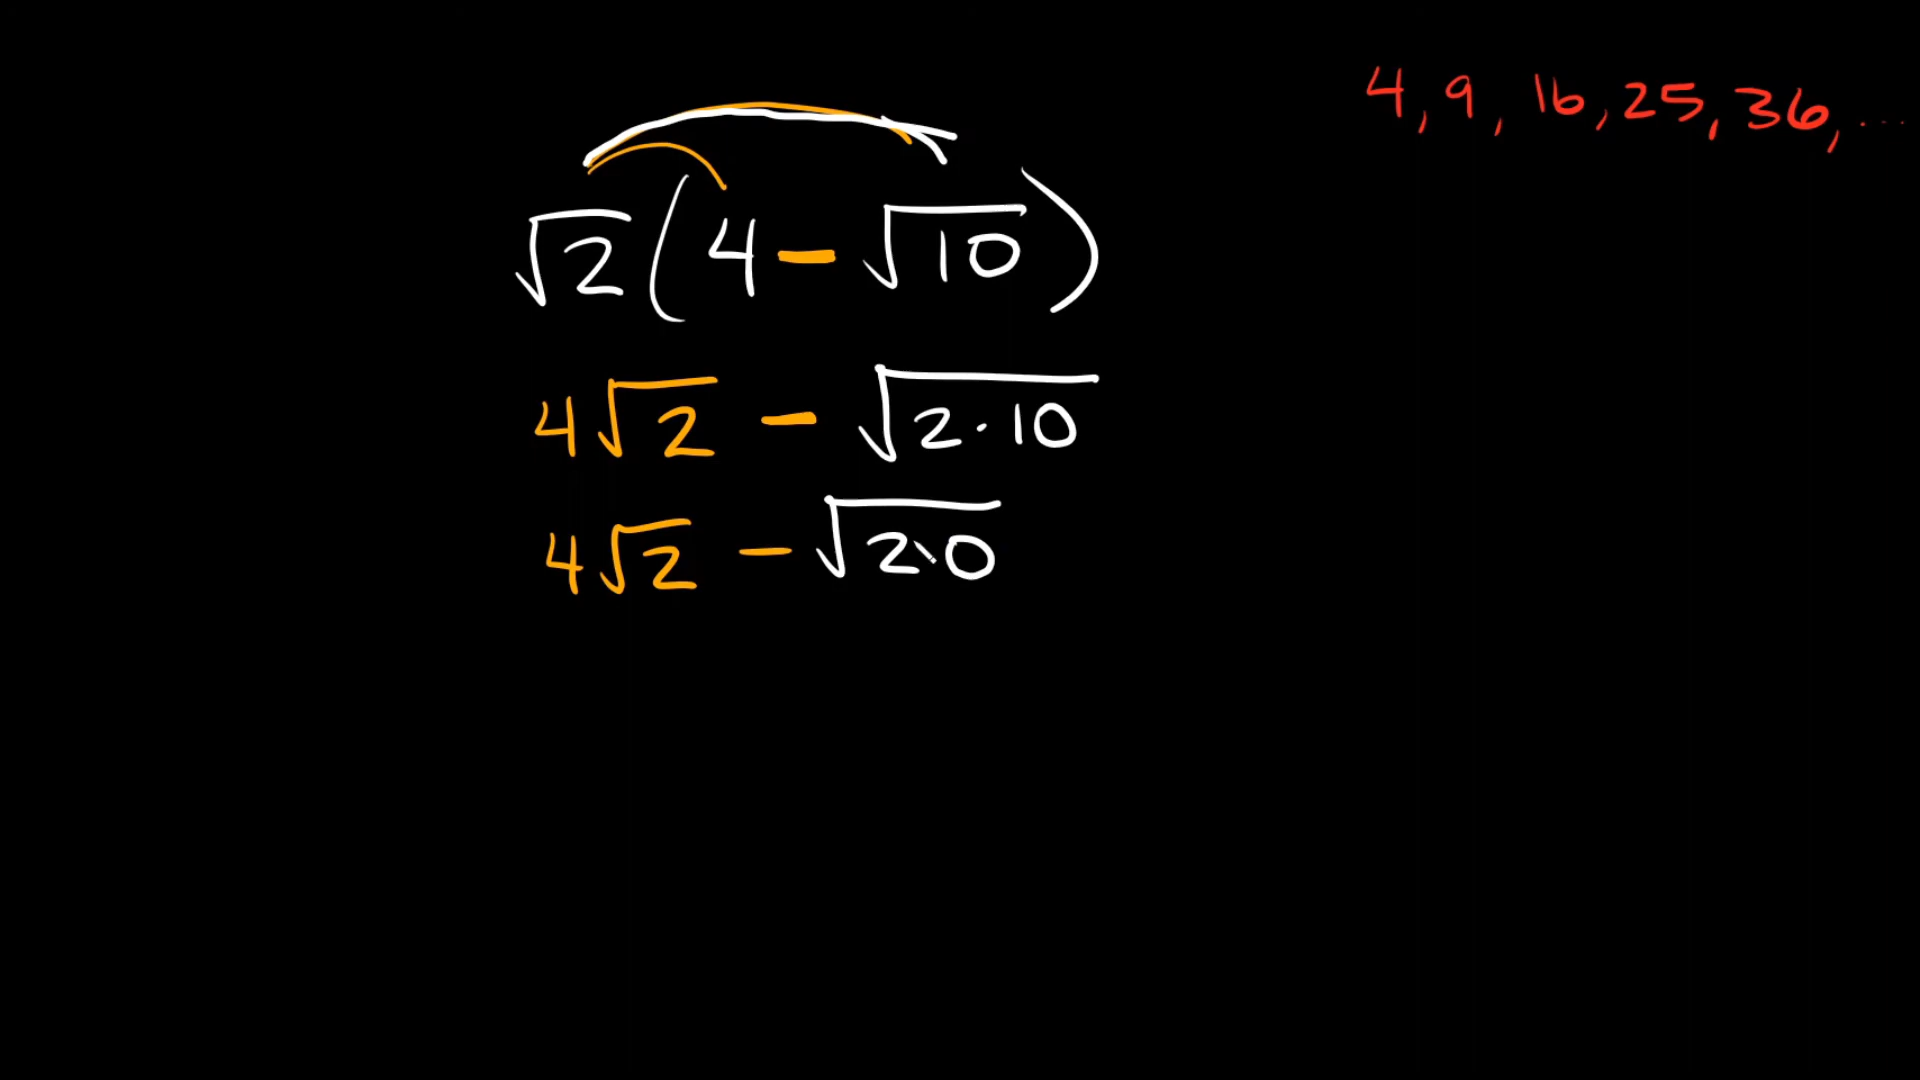 4, 9, 16, 25, 36, ...
√2(4 - √10)
4√2 - √2·10
4√2 - √20